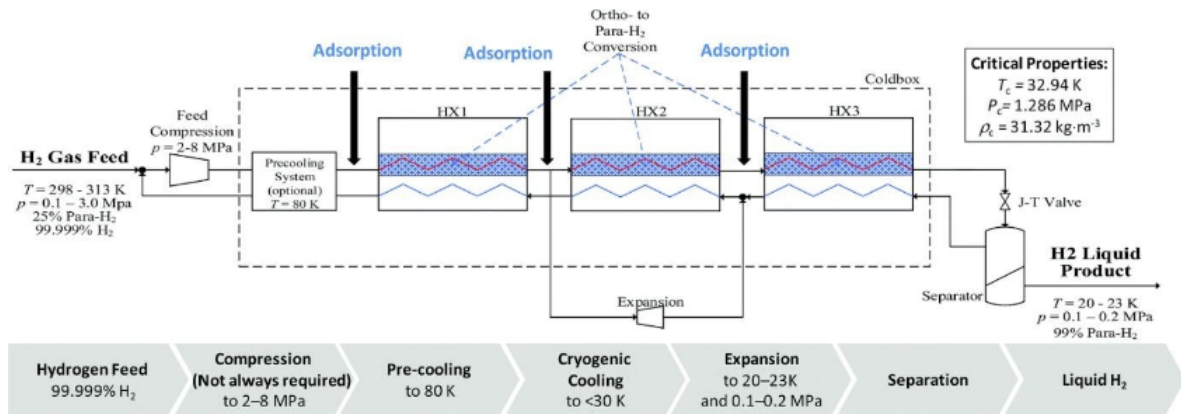 Ortho- to
Para-H2
Conversion
Adsorption
Adsorption
Adsorption
Critical Properties:
Tc = 32.94 K
Pc= 1.286 MPa
ρc = 31.32 kg·m-3
Coldbox
HX1
HX2
HX3
Feed
Compression
p = 2-8 MPa
H2 Gas Feed
T = 298 - 313 K
p = 0.1 – 3.0 Mpa
25% Para-H2
99.999% H2
Precooling
System
(optional)
T = 80 K
J-T Valve
H2 Liquid
Product
Separator
T = 20 - 23 K
p = 0.1 – 0.2 MPa
99% Para-H2
Expansion
Hydrogen Feed
99.999% H2
Compression
(Not always required)
to 2–8 MPa
Pre-cooling
to 80 K
Cryogenic
Cooling
to <30 K
Expansion
to 20–23K
and 0.1–0.2 MPa
Separation
Liquid H2